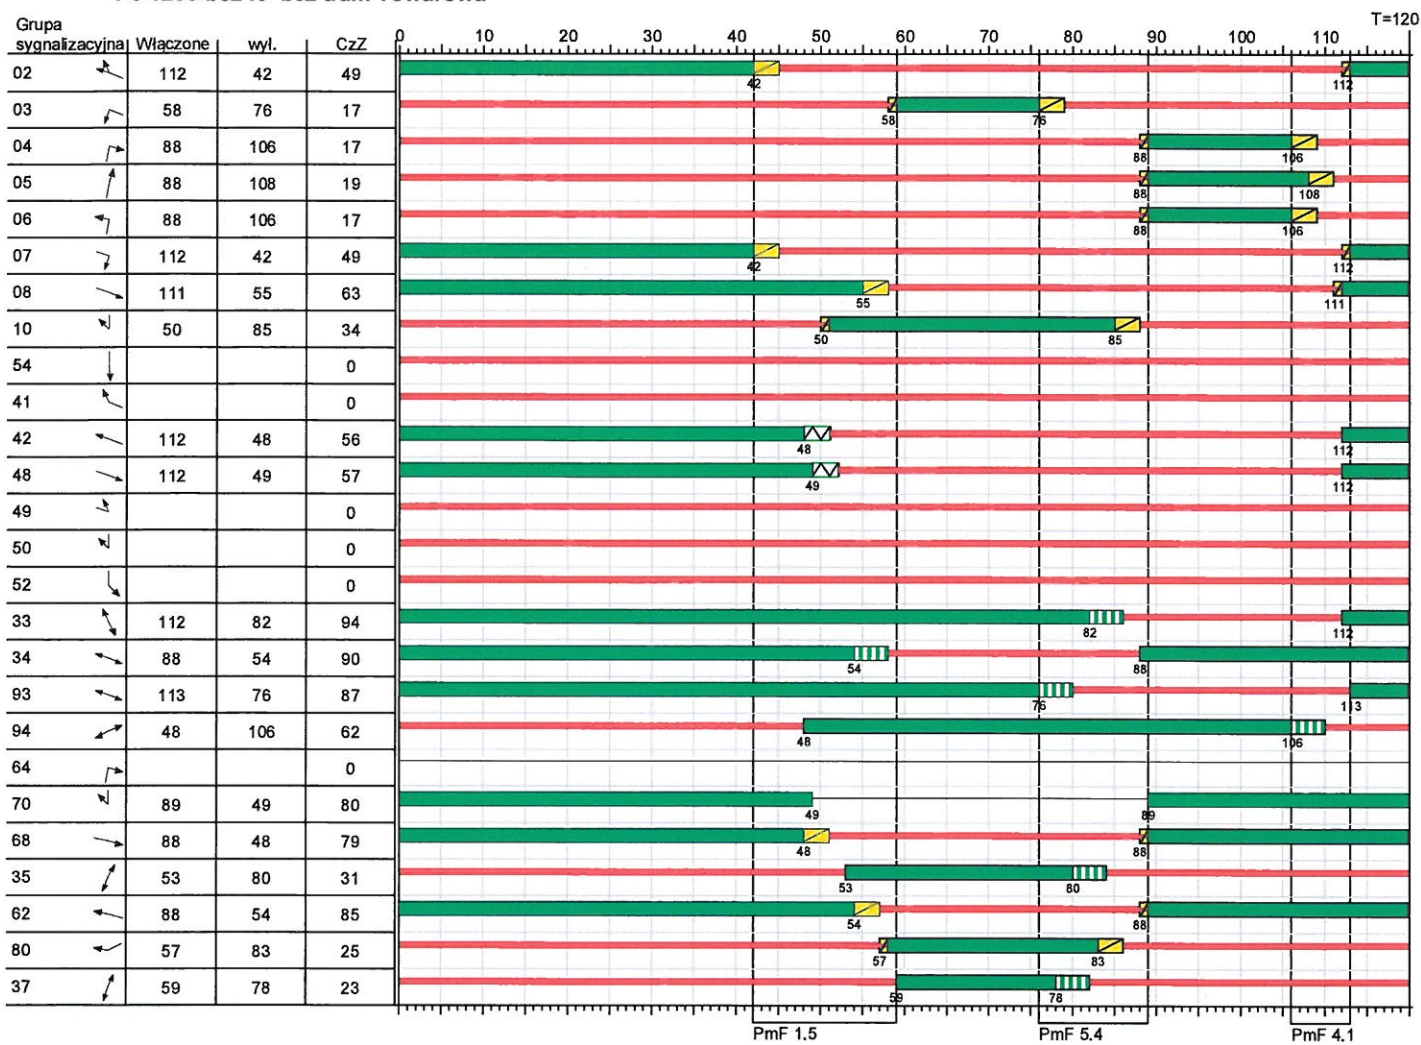 T=120
Grupa
sygnalizacyjna Włączone wył. CzZ 0 10 20 30 40 50 60 70 80 90 100 110
02 112 42 49 42 112
03 58 76 17 58 76
04 88 106 17 88 106
05 88 108 19 88 108
06 88 106 17 88 106
07 112 42 49 42 112
08 111 55 63 55 111
10 50 85 34 50 85
54 0
41 0
42 112 48 56 48 112
48 112 49 57 49 112
49 0
50 0
52 0
33 112 82 94 82 112
34 88 54 90 54 88
93 113 76 87 76 113
94 48 106 62 48 106
64 0
70 89 49 80 49 89
68 88 48 79 48 88
35 53 80 31 53 80
62 88 54 85 54 88
80 57 83 25 57 83
37 59 78 23 59 78
PmF 1.5 PmF 5.4 PmF 4.1